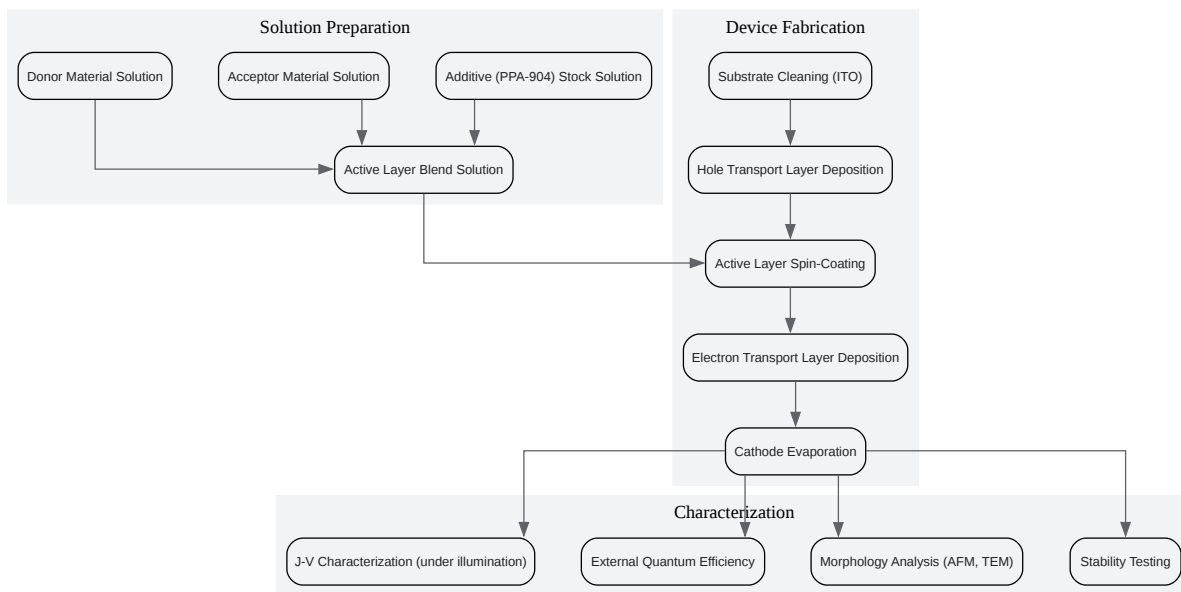 Solution Preparation
Donor Material Solution
Acceptor Material Solution
Additive (PPA-904) Stock Solution
Active Layer Blend Solution
Device Fabrication
Substrate Cleaning (ITO)
Hole Transport Layer Deposition
Active Layer Spin-Coating
Electron Transport Layer Deposition
Cathode Evaporation
Characterization
J-V Characterization (under illumination)
External Quantum Efficiency
Morphology Analysis (AFM, TEM)
Stability Testing